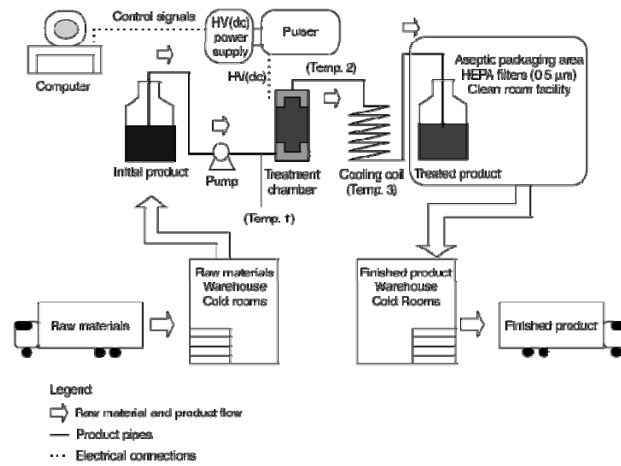 Control signals
HV(dc)
power
supply
Pulser
Computer
HV(dc)
(Temp. 2)
Aseptic packaging area
HEPA filters (0.5 μm)
Clean room facility
Initial product
Pump
Treatment
chamber
Cooling coil
(Temp. 3)
Treated product
(Temp. 1)
Raw materials
Warehouse
Cold rooms
Finished product
Warehouse
Cold Rooms
Raw materials
Finished product
Legend:
Raw material and product flow
Product pipes
Electrical connections